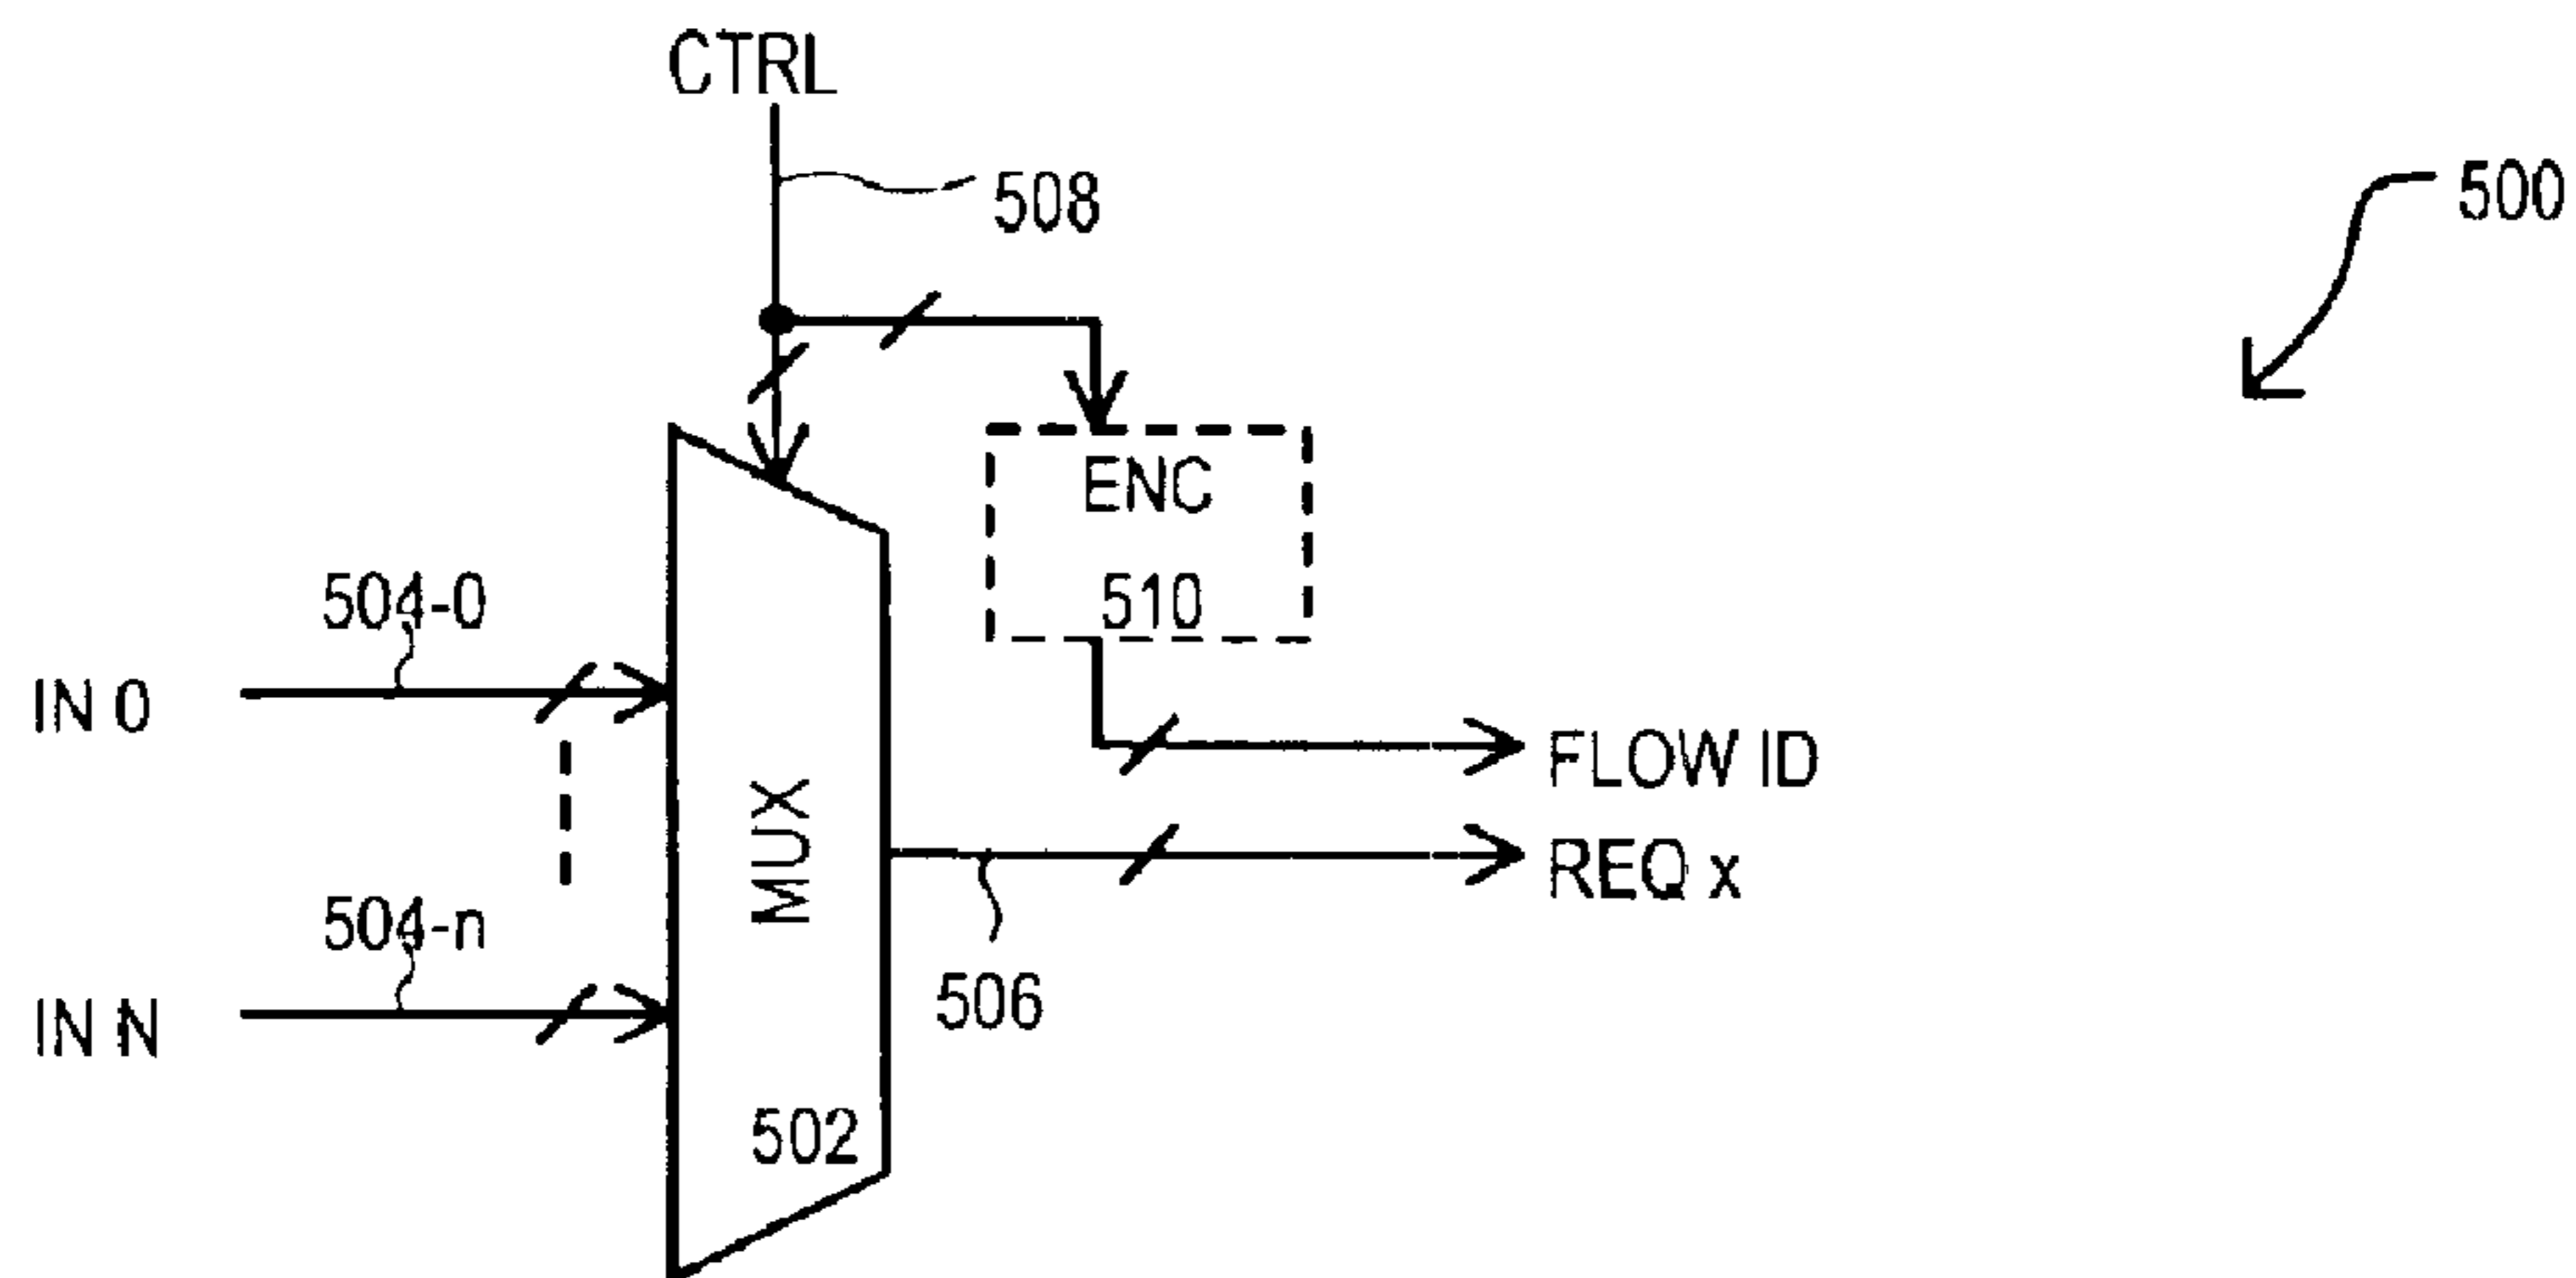 CTRL
508
500
ENC
510
504-0
IN 0
FLOW ID
MUX
REQ x
504-n
506
IN N
502